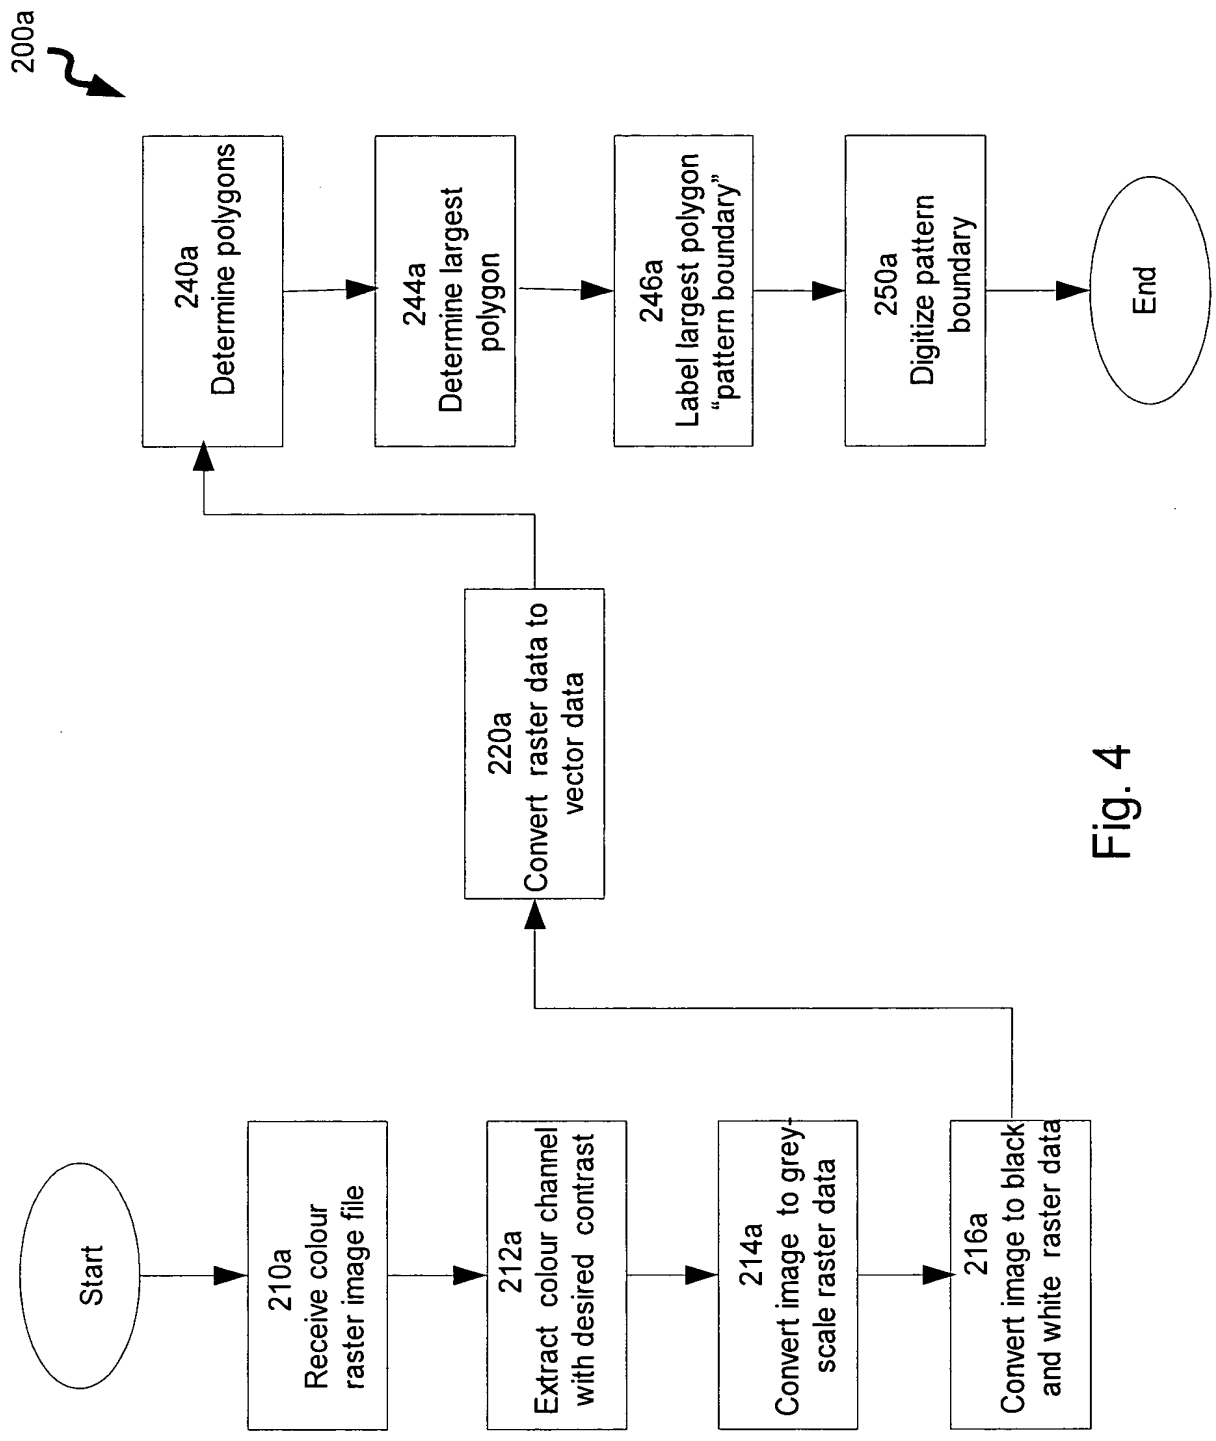 200a
Start
210a
Receive colour
raster image file
212a
Extract colour channel
with desired contrast
214a
Convert image to grey-
scale raster data
216a
Convert image to black
and white raster data
220a
Convert raster data to
vector data
240a
Determine polygons
244a
Determine largest
polygon
246a
Label largest polygon
“pattern boundary”
250a
Digitize pattern
boundary
End
Fig. 4